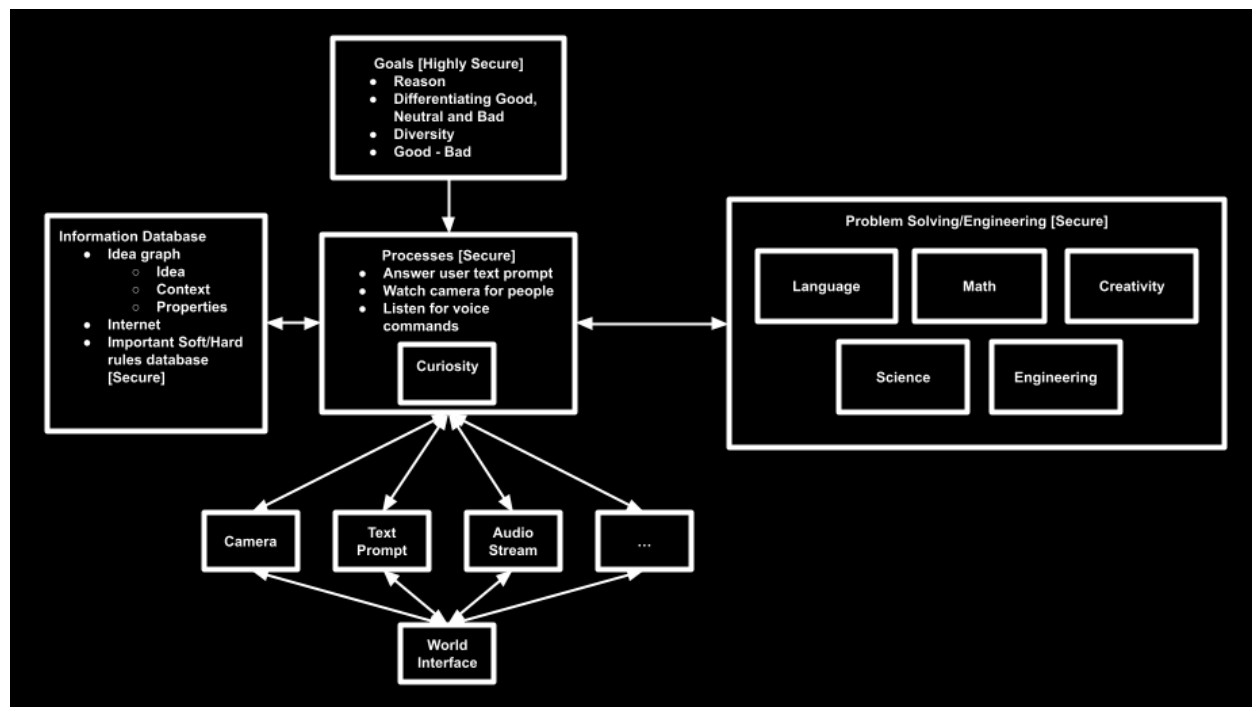 Goals [Highly Secure]
● Reason
● Differentiating Good,
Neutral and Bad
● Diversity
● Good - Bad
Information Database
● Idea graph
○ Idea
○ Context
○ Properties
● Internet
● Important Soft/Hard
rules database
[Secure]
Processes [Secure]
● Answer user text prompt
● Watch camera for people
● Listen for voice
commands
Curiosity
Problem Solving/Engineering [Secure]
Language
Math
Creativity
Science
Engineering
Camera
Text
Prompt
Audio
Stream
...
World
Interface